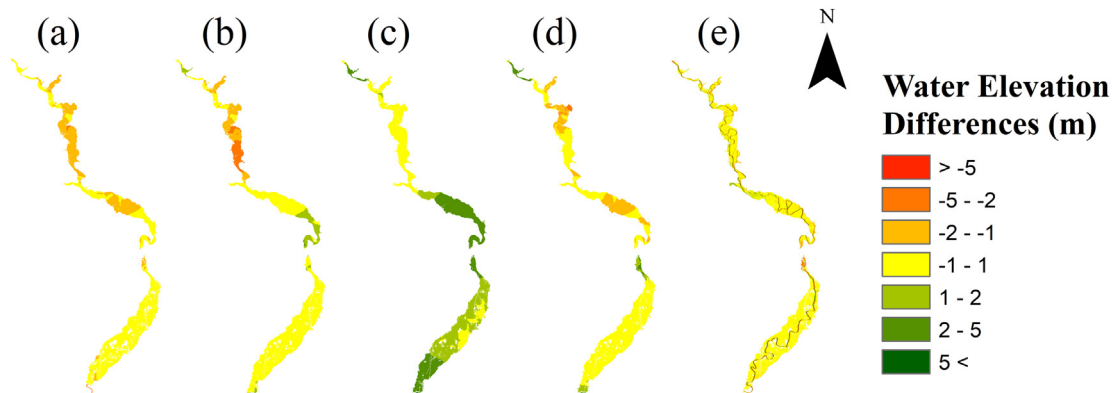 (a) (b) (c) (d) (e) N
Water Elevation
Differences (m)
> -5
-5 - -2
-2 - -1
-1 - 1
1 - 2
2 - 5
5 <